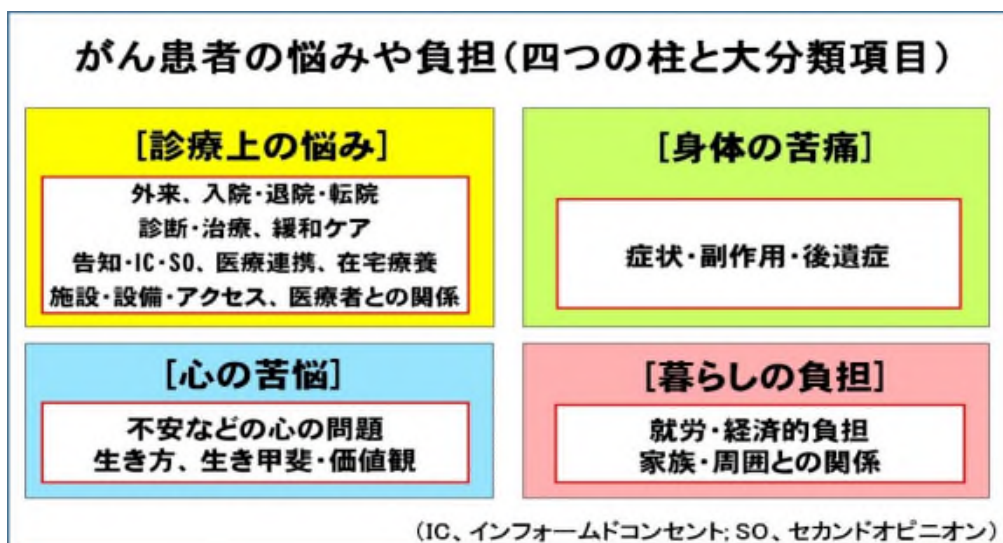 がん患者の悩みや負担(四つの柱と大分類項目)
[診療上の悩み]
外来、入院・退院・転院
診断・治療、緩和ケア
告知・IC・SO、医療連携、在宅療養
施設・設備・アクセス、医療者との関係
[身体の苦痛]
症状・副作用・後遺症
[心の苦悩]
不安などの心の問題
生き方、生き甲斐・価値観
[暮らしの負担]
就労・経済的負担
家族・周囲との関係
(IC、インフォームドコンセント; SO、セカンドオピニオン)